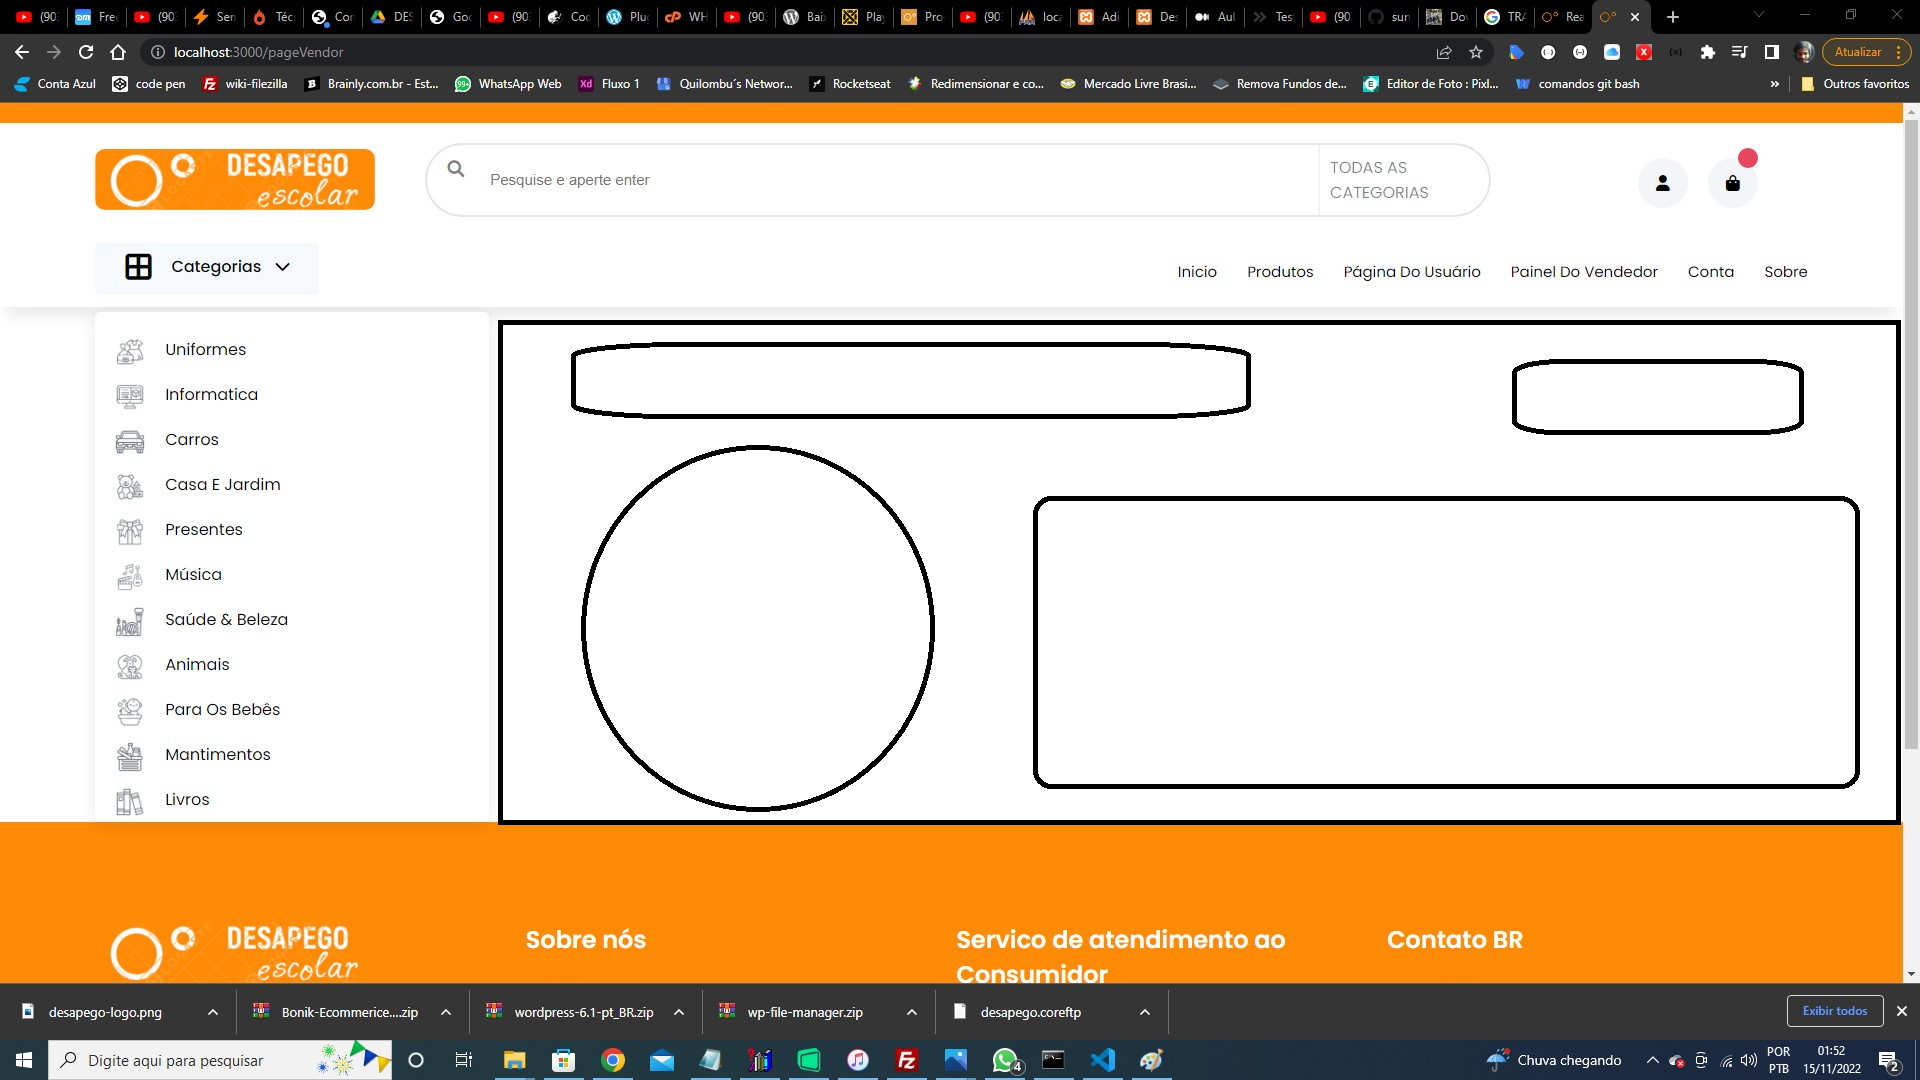 (90: Fre (90: Ser Téc Cor DES Goo (90: Coc Plu WH (90: Bai Pla Pro (90: loca Adi Des Aul Tes (90: sun Do TRA Rea
localhost:3000/pageVendor Atualizar
Conta Azul code pen wiki-filezilla Brainly.com.br - Est... WhatsApp Web Fluxo 1 Quilombu´s Networ... Rocketseat Redimensionar e co... Mercado Livre Brasi... Remova Fundos de... Editor de Foto : Pixl... comandos git bash » Outros favoritos
DESAPEGO
escolar
Pesquise e aperte enter
TODAS AS
CATEGORIAS
Categorias
Inicio Produtos Página Do Usuário Painel Do Vendedor Conta Sobre
Uniformes
Informatica
Carros
Casa E Jardim
Presentes
Música
Saúde & Beleza
Animais
Para Os Bebês
Mantimentos
Livros
DESAPEGO
escolar
Sobre nós
Servico de atendimento ao
Consumidor
Contato BR
desapego-logo.png Bonik-Ecommerice....zip wordpress-6.1-pt_BR.zip wp-file-manager.zip desapego.coreftp Exibir todos
Digite aqui para pesquisar
4
Chuva chegando
POR
PTB
01:52
15/11/2022
2